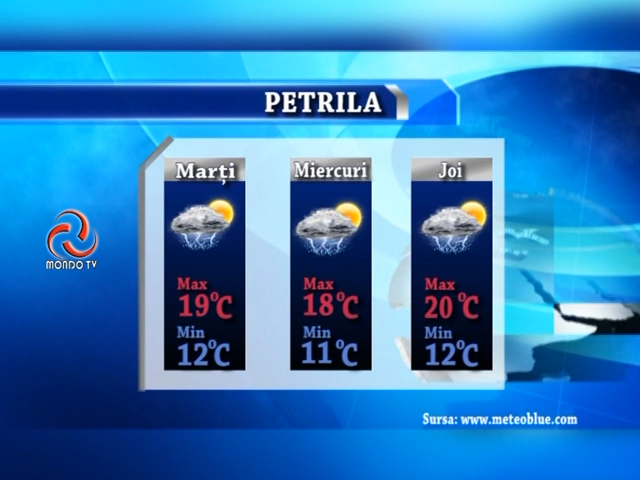 PETRILA
Marți
Miercuri
Joi
Max
19°C
Min
12°C
Max
18°C
Min
11°C
Max
20°C
Min
12°C
MONDO TV
Sursa: www.meteoblue.com